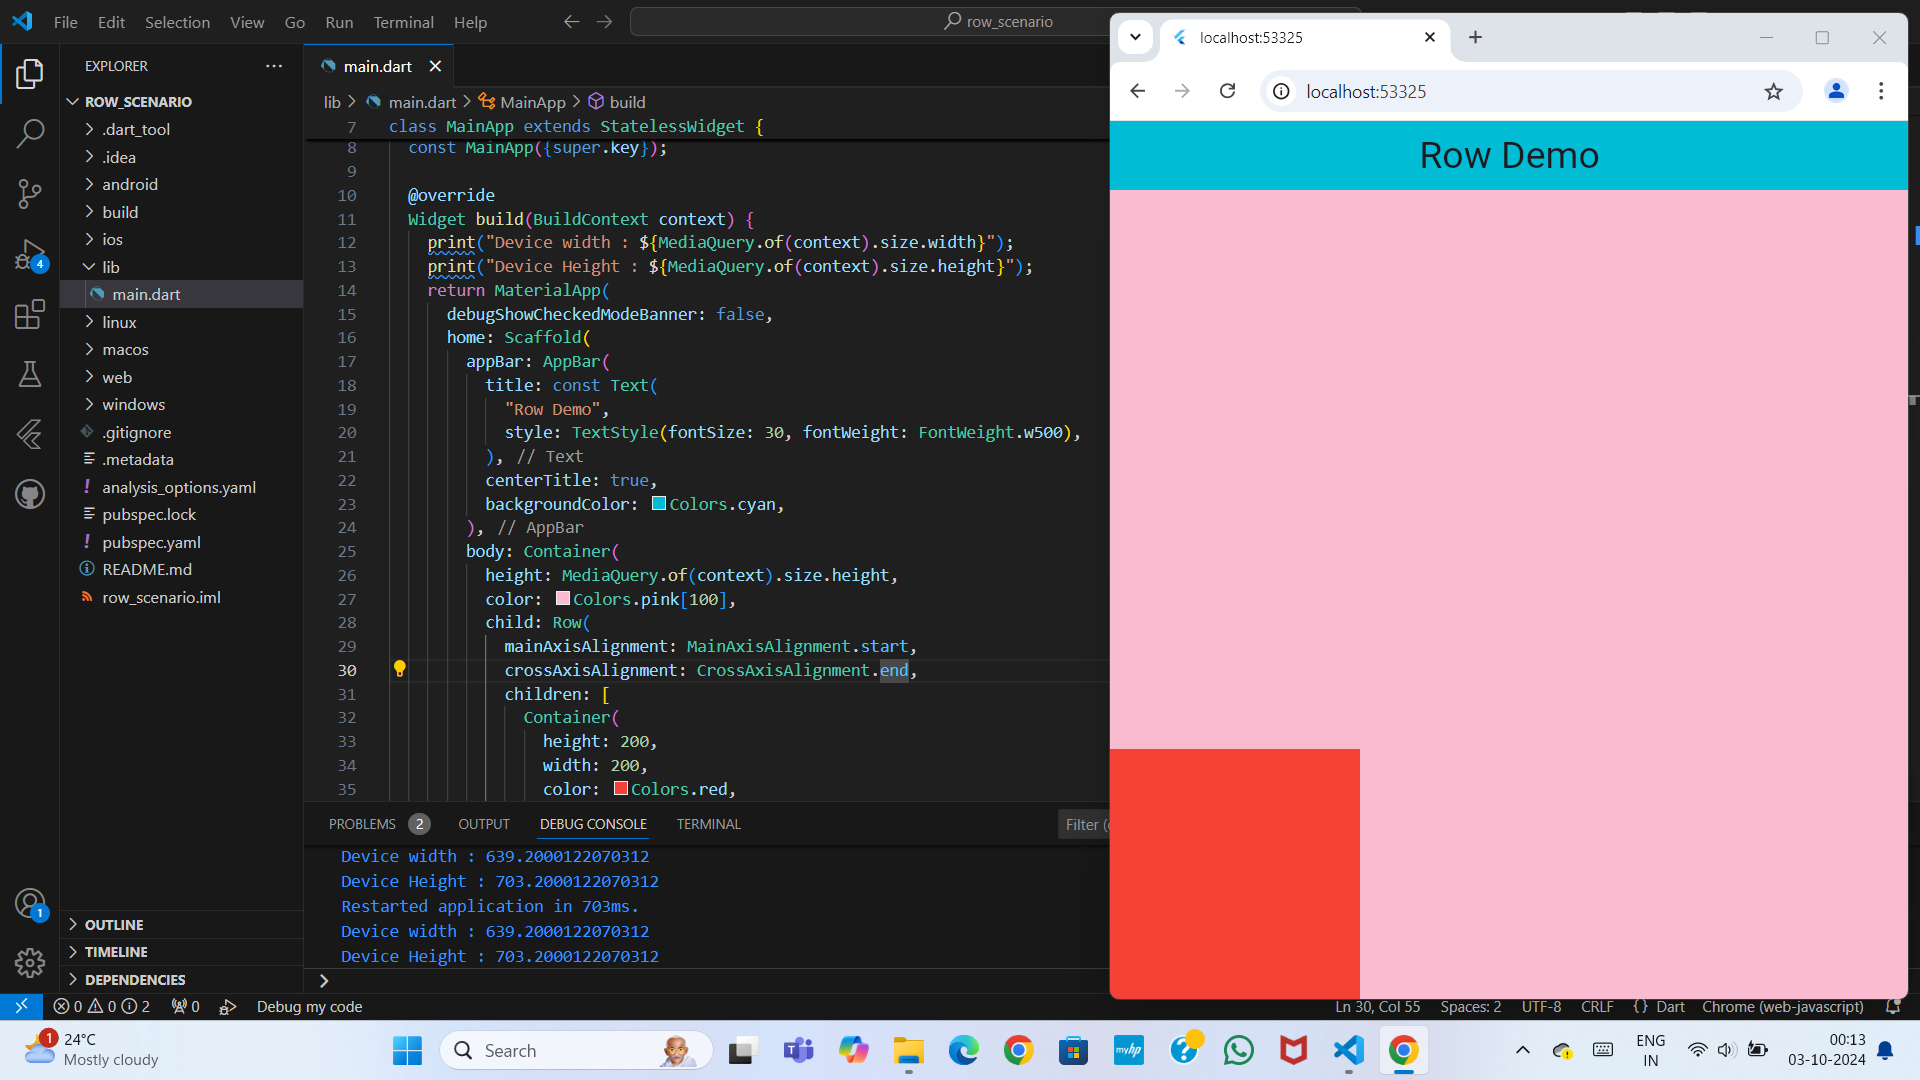 File Edit Selection View Go Run Terminal Help
row_scenario
EXPLORER
ROW_SCENARIO
.dart_tool
.idea
android
build
ios
lib
main.dart
linux
macos
web
windows
.gitignore
.metadata
! analysis_options.yaml
pubspec.lock
! pubspec.yaml
README.md
row_scenario.iml
OUTLINE
TIMELINE
DEPENDENCIES
4
1
main.dart
lib > main.dart > MainApp > build
7 class MainApp extends StatelessWidget {
8 const MainApp({super.key});
9
10 @override
11 Widget build(BuildContext context) {
12 print("Device width : ${MediaQuery.of(context).size.width}");
13 print("Device Height : ${MediaQuery.of(context).size.height}");
14 return MaterialApp(
15 debugShowCheckedModeBanner: false,
16 home: Scaffold(
17 appBar: AppBar(
18 title: const Text(
19 "Row Demo",
20 style: TextStyle(fontSize: 30, fontWeight: FontWeight.w500),
21 ), // Text
22 centerTitle: true,
23 backgroundColor: Colors.cyan,
24 ), // AppBar
25 body: Container(
26 height: MediaQuery.of(context).size.height,
27 color: Colors.pink[100],
28 child: Row(
29 mainAxisAlignment: MainAxisAlignment.start,
30 crossAxisAlignment: CrossAxisAlignment.end,
31 children: [
32 Container(
33 height: 200,
34 width: 200,
35 color: Colors.red,
PROBLEMS 2 OUTPUT DEBUG CONSOLE TERMINAL
Filter (
Device width : 639.2000122070312
Device Height : 703.2000122070312
Restarted application in 703ms.
Device width : 639.2000122070312
Device Height : 703.2000122070312
localhost:53325
localhost:53325
Row Demo
0 0 2 0 Debug my code
Ln 30, Col 55 Spaces: 2 UTF-8 CRLF {} Dart Chrome (web-javascript)
1
24°C
Mostly cloudy
Search
myhp
ENG
IN
00:13
03-10-2024